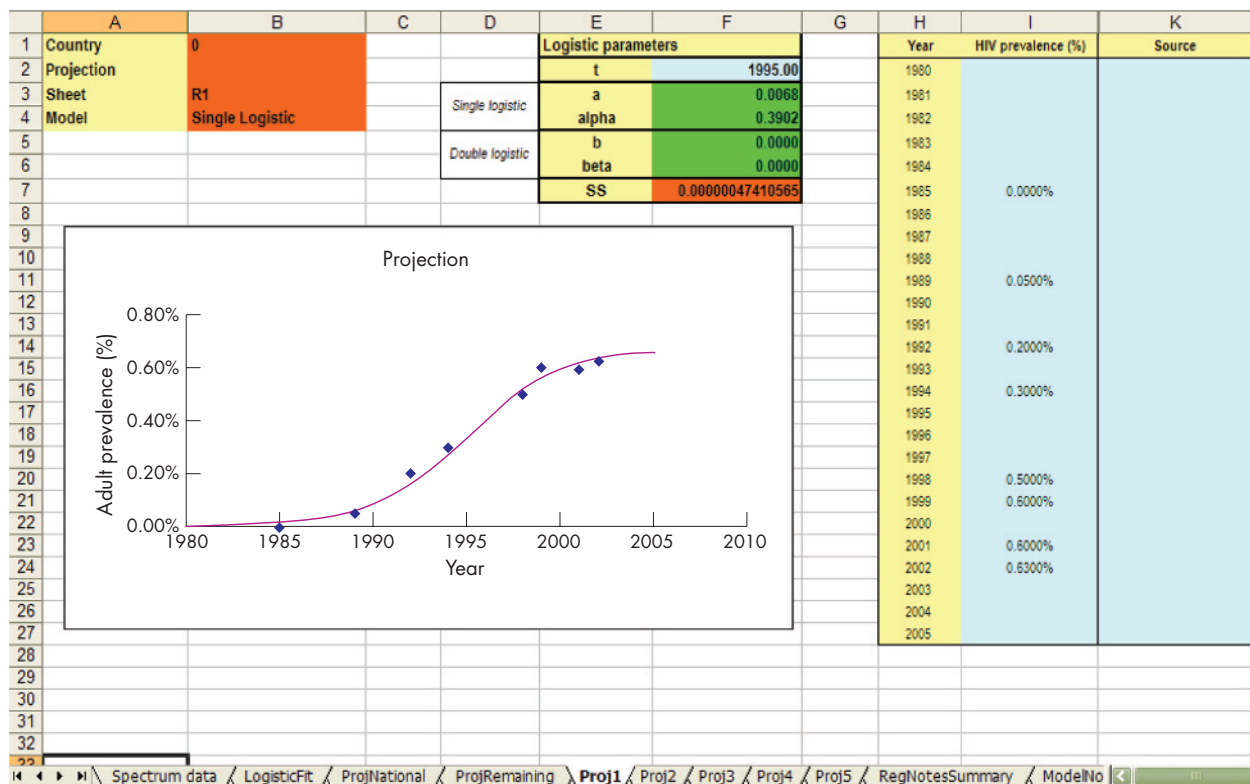 A B C D E F G H I K
1 Country 0 Logistic parameters Year HIV prevalence (%) Source
2 Projection t 1995.00 1980
3 Sheet R1 Single logistic a 0.0068 1981
4 Model Single Logistic alpha 0.3902 1982
5 Double logistic b 0.0000 1983
6 beta 0.0000 1984
7 SS 0.00000047410565 1985 0.0000%
8 1986
9 1987
10 1988
11 1989 0.0500%
12 1990
13 1991
14 1992 0.2000%
15 1993
16 1994 0.3000%
17 1995
18 1996
19 1997
20 1998 0.5000%
21 1999 0.6000%
22 2000
23 2001 0.6000%
24 2002 0.6300%
25 2003
26 2004
27 2005
28
29
30
31
32
33
Projection
Adult prevalence (%)
0.80%
0.60%
0.40%
0.20%
0.00%
1980 1985 1990 1995 2000 2005 2010
Year
Spectrum data LogisticFit ProjNational ProjRemaining Proj1 Proj2 Proj3 Proj4 Proj5 RegNotesSummary ModelNo